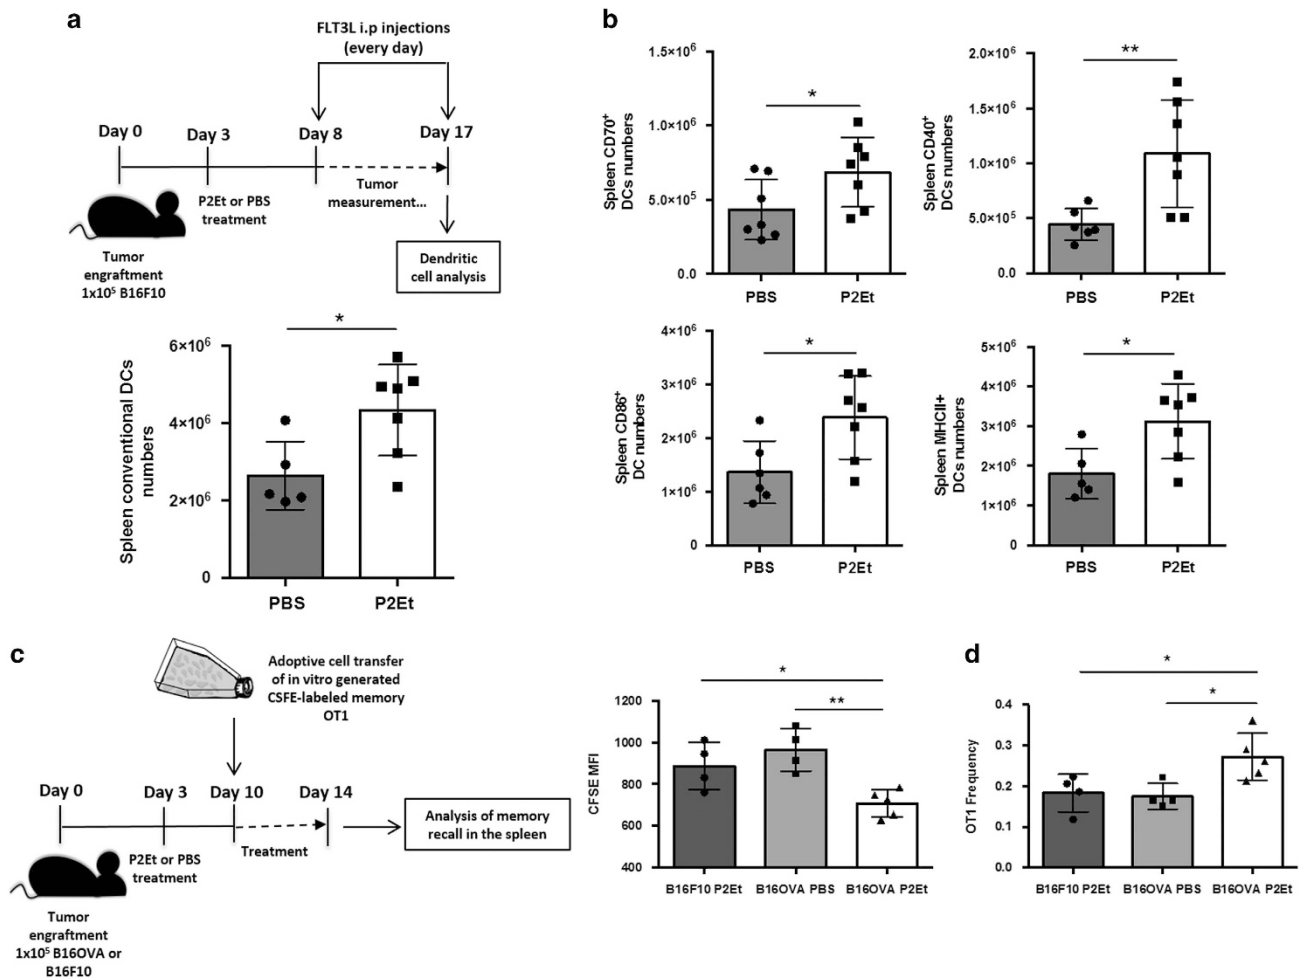 a
FLT3L i.p injections
(every day)
Day 0
Day 3
Day 8
Day 17
P2Et or PBS
treatment
Tumor
measurement...
Tumor
engraftment
1x10⁵ B16F10
Dendritic
cell analysis
Spleen conventional DCs
numbers
6×10⁶
4×10⁶
2×10⁶
0
*
PBS
P2Et
b
Spleen CD70⁺
DCs numbers
1.5×10⁶
1.0×10⁶
5.0×10⁵
0.0
*
PBS
P2Et
Spleen CD40⁺
DCs numbers
2.0×10⁶
1.5×10⁶
1.0×10⁶
5.0×10⁵
0.0
**
PBS
P2Et
Spleen CD86⁺
DC numbers
4×10⁶
3×10⁶
2×10⁶
1×10⁶
0
*
PBS
P2Et
Spleen MHCII+
DCs numbers
5×10⁶
4×10⁶
3×10⁶
2×10⁶
1×10⁶
0
*
PBS
P2Et
c
Adoptive cell transfer
of in vitro generated
CSFE-labeled memory
OT1
Day 0
Day 3
Day 10
Day 14
P2Et or PBS
treatment
Treatment
Analysis of memory
recall in the spleen
Tumor
engraftment
1x10⁵ B16OVA or
B16F10
CFSE MFI
1200
1000
800
600
400
*
**
B16F10 P2Et
B16OVA PBS
B16OVA P2Et
d
OT1 Frequency
0.4
0.3
0.2
0.1
0.0
*
*
B16F10 P2Et
B16OVA PBS
B16OVA P2Et